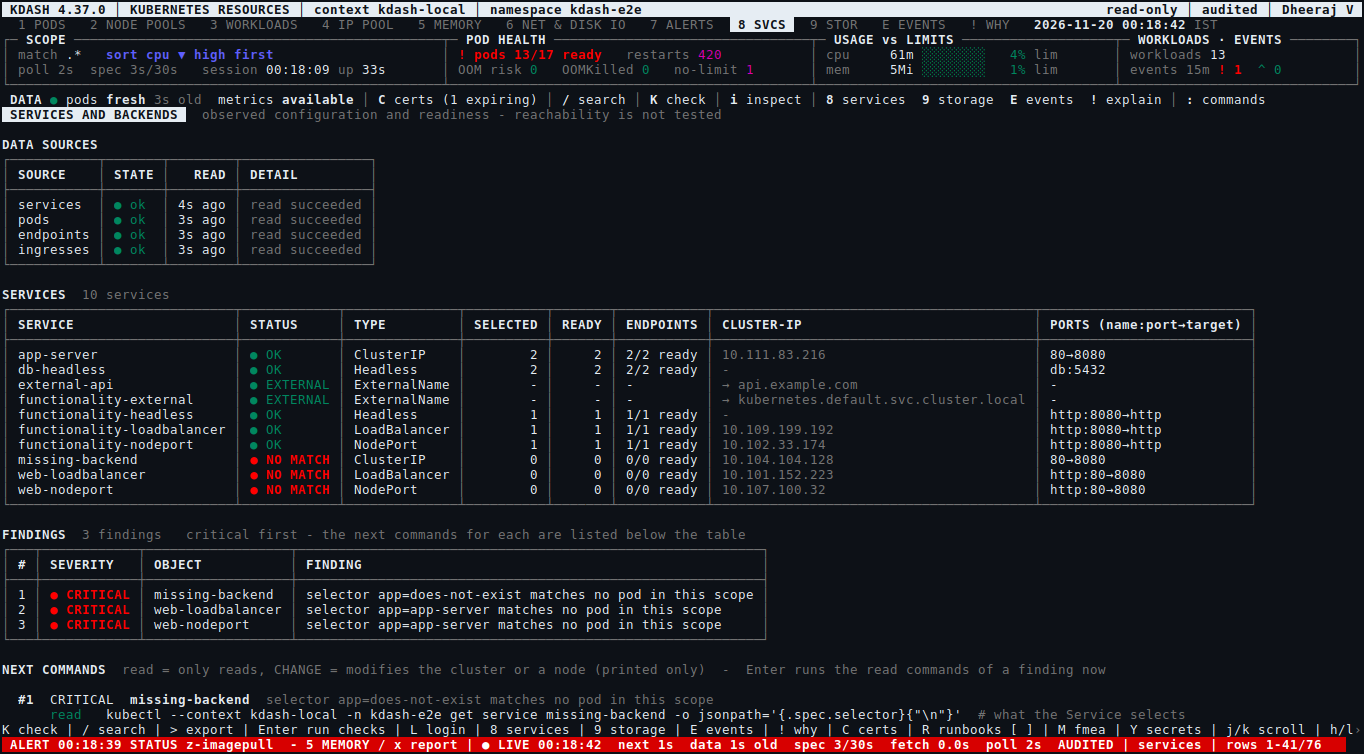 KDASH 4.37.0 │ KUBERNETES RESOURCES │ context kdash-local │ namespace kdash-e2e read-only │ audited │ Dheeraj V
1 PODS 2 NODE POOLS 3 WORKLOADS 4 IP POOL 5 MEMORY 6 NET & DISK IO 7 ALERTS 8 SVCS 9 STOR E EVENTS ! WHY 2026-11-20 00:18:42 IST
SCOPE POD HEALTH USAGE vs LIMITS WORKLOADS · EVENTS
match .* sort cpu ▼ high first ! pods 13/17 ready restarts 420 cpu 61m 4% lim workloads 13
poll 2s spec 3s/30s session 00:18:09 up 33s OOM risk 0 OOMKilled 0 no-limit 1 mem 5Mi 1% lim events 15m ! 1 ^ 0
DATA ● pods fresh 3s old metrics available │ C certs (1 expiring) │ / search │ K check │ i inspect │ 8 services 9 storage E events ! explain │ : commands
SERVICES AND BACKENDS observed configuration and readiness - reachability is not tested
DATA SOURCES
SOURCE STATE READ DETAIL
services ● ok 4s ago read succeeded
pods ● ok 3s ago read succeeded
endpoints ● ok 3s ago read succeeded
ingresses ● ok 3s ago read succeeded
SERVICES 10 services
SERVICE STATUS TYPE SELECTED READY ENDPOINTS CLUSTER-IP PORTS (name:port→target)
app-server ● OK ClusterIP 2 2 2/2 ready 10.111.83.216 80→8080
db-headless ● OK Headless 2 2 2/2 ready - db:5432
external-api ● EXTERNAL ExternalName - - - → api.example.com -
functionality-external ● EXTERNAL ExternalName - - - → kubernetes.default.svc.cluster.local -
functionality-headless ● OK Headless 1 1 1/1 ready - http:8080→http
functionality-loadbalancer ● OK LoadBalancer 1 1 1/1 ready 10.109.199.192 http:8080→http
functionality-nodeport ● OK NodePort 1 1 1/1 ready 10.102.33.174 http:8080→http
missing-backend ● NO MATCH ClusterIP 0 0 0/0 ready 10.104.104.128 80→8080
web-loadbalancer ● NO MATCH LoadBalancer 0 0 0/0 ready 10.101.152.223 http:80→8080
web-nodeport ● NO MATCH NodePort 0 0 0/0 ready 10.107.100.32 http:80→8080
FINDINGS 3 findings critical first - the next commands for each are listed below the table
# SEVERITY OBJECT FINDING
1 ● CRITICAL missing-backend selector app=does-not-exist matches no pod in this scope
2 ● CRITICAL web-loadbalancer selector app=app-server matches no pod in this scope
3 ● CRITICAL web-nodeport selector app=app-server matches no pod in this scope
NEXT COMMANDS read = only reads, CHANGE = modifies the cluster or a node (printed only) - Enter runs the read commands of a finding now
#1 CRITICAL missing-backend selector app=does-not-exist matches no pod in this scope
read kubectl --context kdash-local -n kdash-e2e get service missing-backend -o jsonpath='{.spec.selector}{"\n"}' # what the Service selects
K check | / search | > export | Enter run checks | L login | 8 services | 9 storage | E events | ! why | C certs | R runbooks [ ] | M fmea | Y secrets | j/k scroll | h/l›
ALERT 00:18:39 STATUS z-imagepull - 5 MEMORY / x report | ● LIVE 00:18:42 next 1s data 1s old spec 3/30s fetch 0.0s poll 2s AUDITED | services | rows 1-41/76